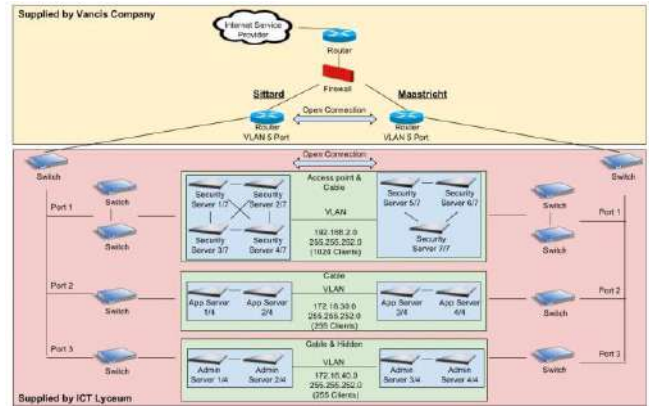 Supplied by Vancis Company
Internet Service
Provider
Router
Firewall
Sittard
Maastricht
Open Connection
Router
VLAN 5 Port
Router
VLAN 5 Port
Open Connection
Switch
Switch
Access point &
Cable
Security
Server 1/7
Security
Server 2/7
Security
Server 5/7
Security
Server 6/7
Port 1
Port 1
Switch
Switch
VLAN
Switch
Switch
Security
Server 3/7
Security
Server 4/7
192.168.2.0
255.255.252.0
(1024 Clients)
Security
Server 7/7
Cable
Port 2
VLAN
Port 2
Switch
App Server
1/4
App Server
2/4
172.16.30.0
255.255.252.0
(255 Clients)
App Server
3/4
App Server
4/4
Switch
Cable & Hidden
Port 3
VLAN
Port 3
Switch
Admin
Server 1/4
Admin
Server 2/4
172.16.40.0
255.255.252.0
(255 Clients)
Admin
Server 3/4
Admin
Server 4/4
Switch
Supplied by ICT Lyceum